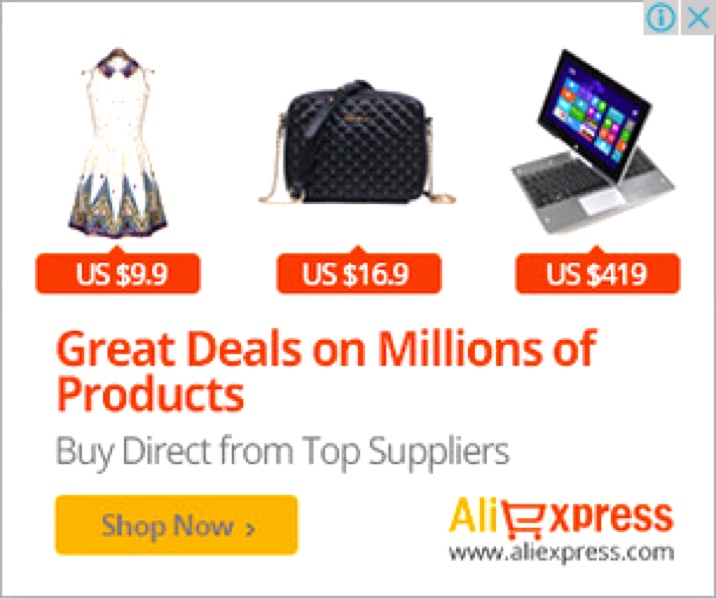 US $9.9
US $16.9
US $419
Great Deals on Millions of
Products
Buy Direct from Top Suppliers
Shop Now ›
AliExpress
www.aliexpress.com